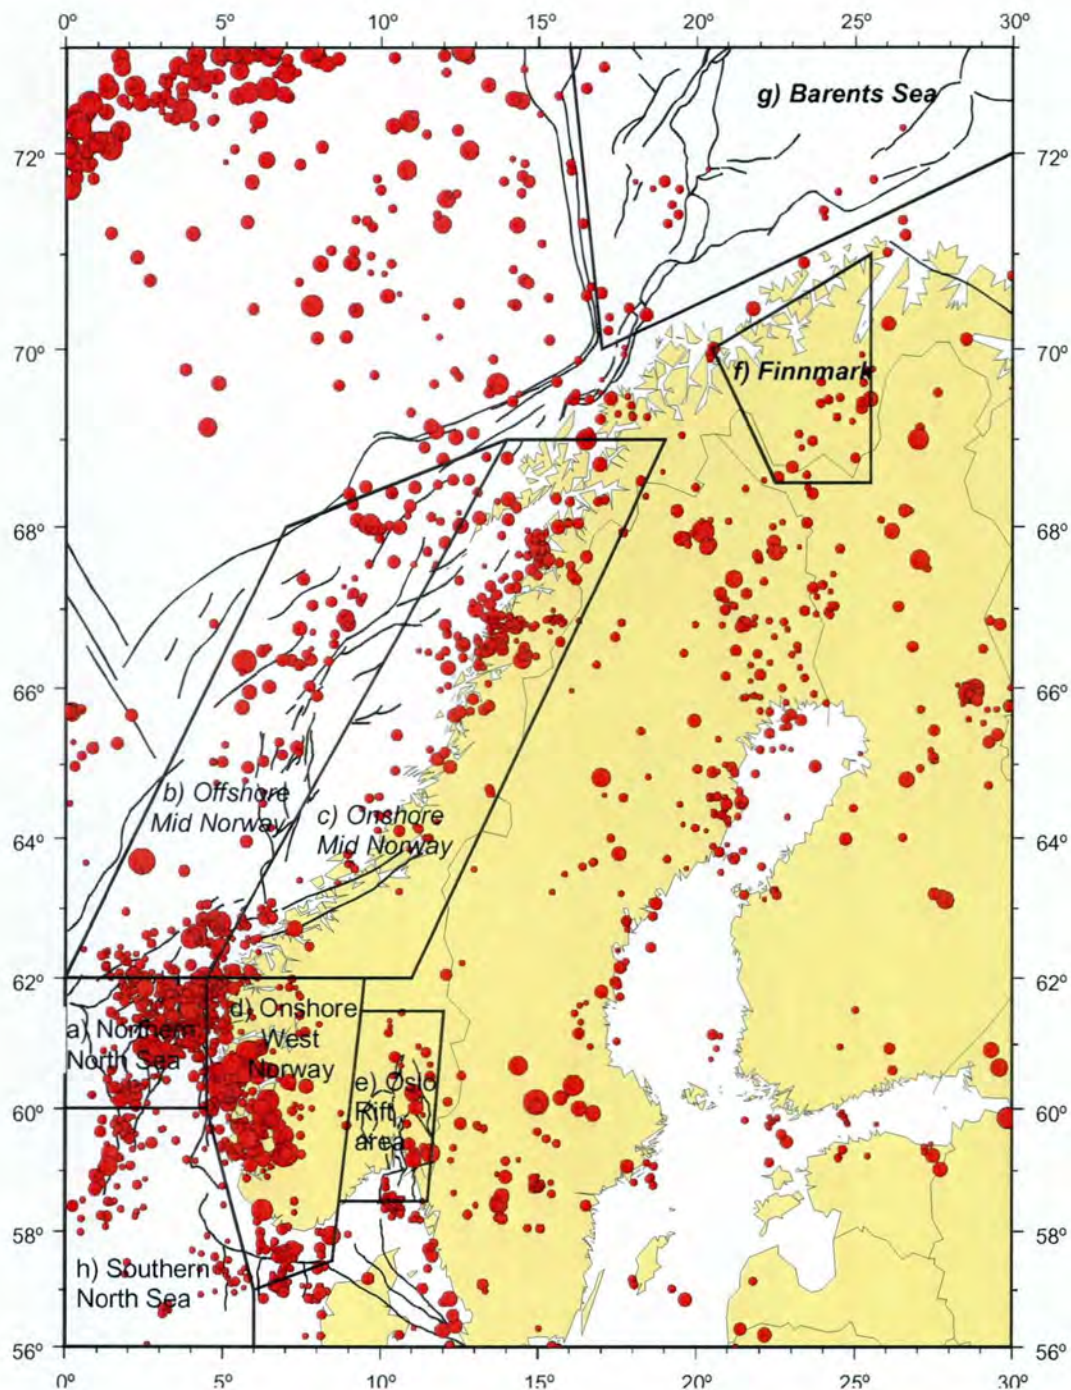 0° 5° 10° 15° 20° 25° 30°
g) Barents Sea
72° 72°
70° 70°
f) Finnmark
68° 68°
66° 66°
b) Offshore
Mid Norway
c) Onshore
Mid Norway
64° 64°
62° 62°
a) Northern
North Sea
d) Onshore
West
Norway
e) Oslo
Rift
area
60° 60°
58° 58°
h) Southern
North Sea
56° 56°
0° 5° 10° 15° 20° 25° 30°